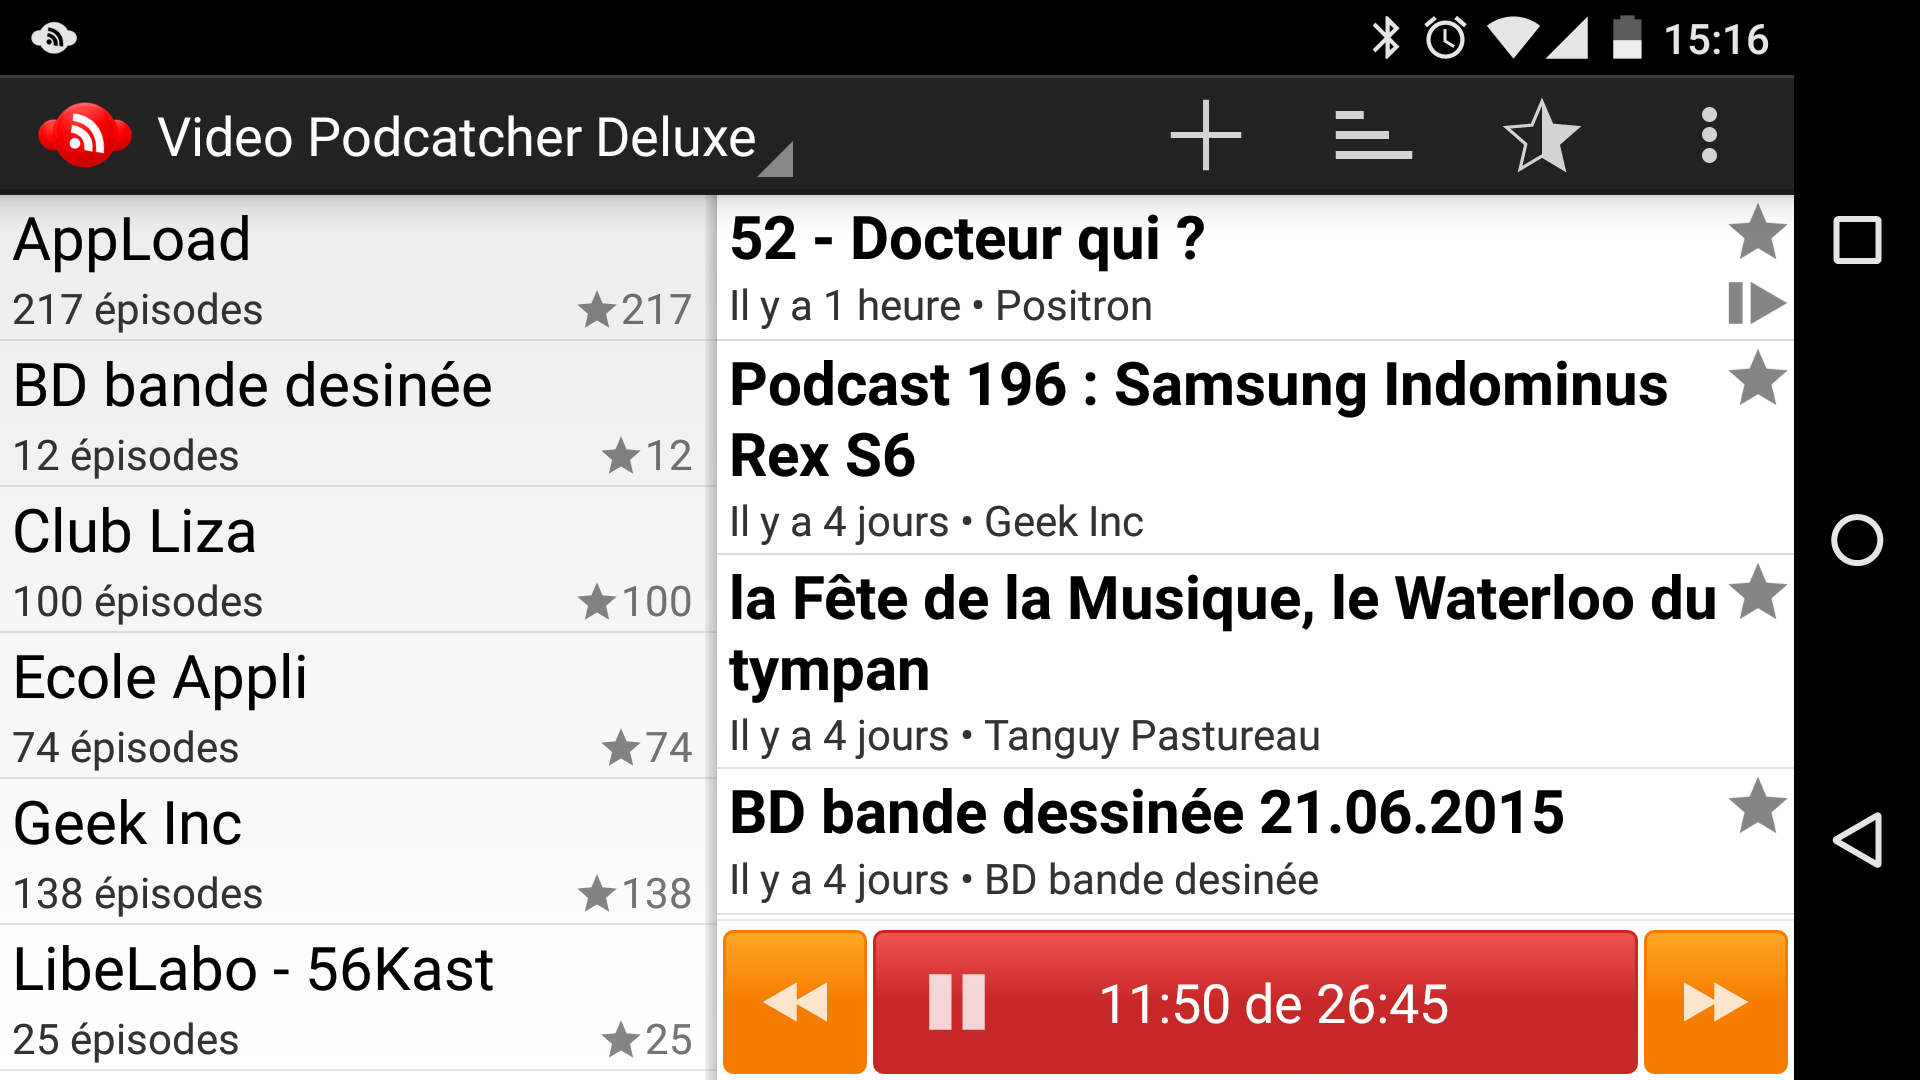 15:16
Video Podcatcher Deluxe
AppLoad
217 épisodes
217
BD bande desinée
12 épisodes
12
Club Liza
100 épisodes
100
Ecole Appli
74 épisodes
74
Geek Inc
138 épisodes
138
LibeLabo - 56Kast
25 épisodes
25
52 - Docteur qui ?
Il y a 1 heure • Positron
Podcast 196 : Samsung Indominus
Rex S6
Il y a 4 jours • Geek Inc
la Fête de la Musique, le Waterloo du
tympan
Il y a 4 jours • Tanguy Pastureau
BD bande dessinée 21.06.2015
Il y a 4 jours • BD bande desinée
11:50 de 26:45